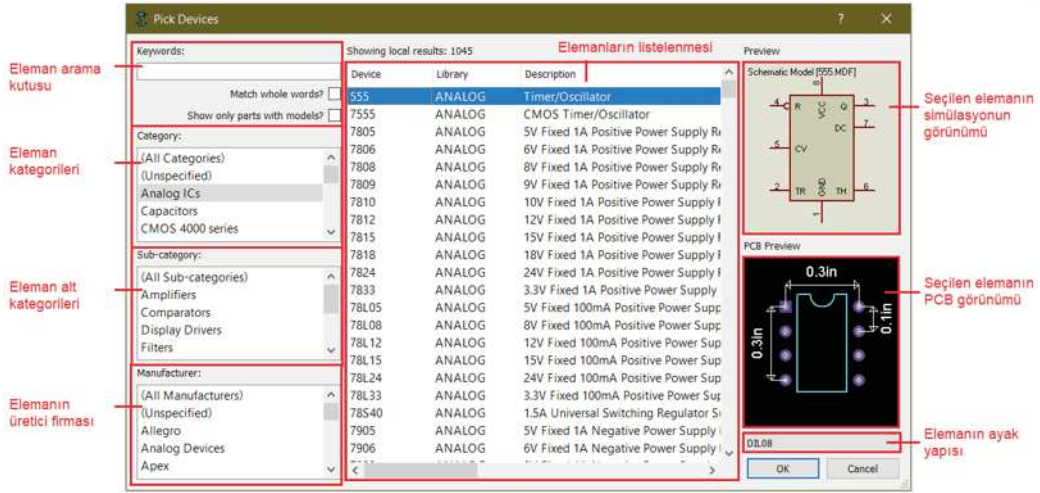 Pick Devices
? ×
Keywords:
Match whole words?
Show only parts with models?
Category:
(All Categories)
(Unspecified)
Analog ICs
Capacitors
CMOS 4000 series
Sub-category:
(All Sub-categories)
Amplifiers
Comparators
Display Drivers
Filters
Manufacturer:
(All Manufacturers)
(Unspecified)
Allegro
Analog Devices
Apex
Eleman arama
kutusu
Eleman
kategorileri
Eleman alt
kategorileri
Elemanın
üretici firması
Showing local results: 1045
Elemanların listelenmesi
Device Library Description
555 ANALOG Timer/Oscillator
7555 ANALOG CMOS Timer/Oscillator
7805 ANALOG 5V Fixed 1A Positive Power Supply Re
7806 ANALOG 6V Fixed 1A Positive Power Supply Re
7808 ANALOG 8V Fixed 1A Positive Power Supply Re
7809 ANALOG 9V Fixed 1A Positive Power Supply Re
7810 ANALOG 10V Fixed 1A Positive Power Supply F
7812 ANALOG 12V Fixed 1A Positive Power Supply F
7815 ANALOG 15V Fixed 1A Positive Power Supply F
7818 ANALOG 18V Fixed 1A Positive Power Supply F
7824 ANALOG 24V Fixed 1A Positive Power Supply F
7833 ANALOG 3.3V Fixed 1A Positive Power Supply
78L05 ANALOG 5V Fixed 100mA Positive Power Supp
78L08 ANALOG 8V Fixed 100mA Positive Power Supp
78L12 ANALOG 12V Fixed 100mA Positive Power Sup
78L15 ANALOG 15V Fixed 100mA Positive Power Sup
78L24 ANALOG 24V Fixed 100mA Positive Power Sup
78L33 ANALOG 3.3V Fixed 100mA Positive Power Sup
78S40 ANALOG 1.5A Universal Switching Regulator S
7905 ANALOG 5V Fixed 1A Negative Power Supply
7906 ANALOG 6V Fixed 1A Negative Power Supply
Preview
Schematic Model [555.MDF]
8
4 R VCC Q 3
DC 7
5 CV
2 TR GND TH 6
1
PCB Preview
0.3in
0.3in
0.1in
DIL08
OK Cancel
Seçilen elemanın
simülasyonun
görünümü
Seçilen elemanın
PCB görünümü
Elemanın ayak
yapısı